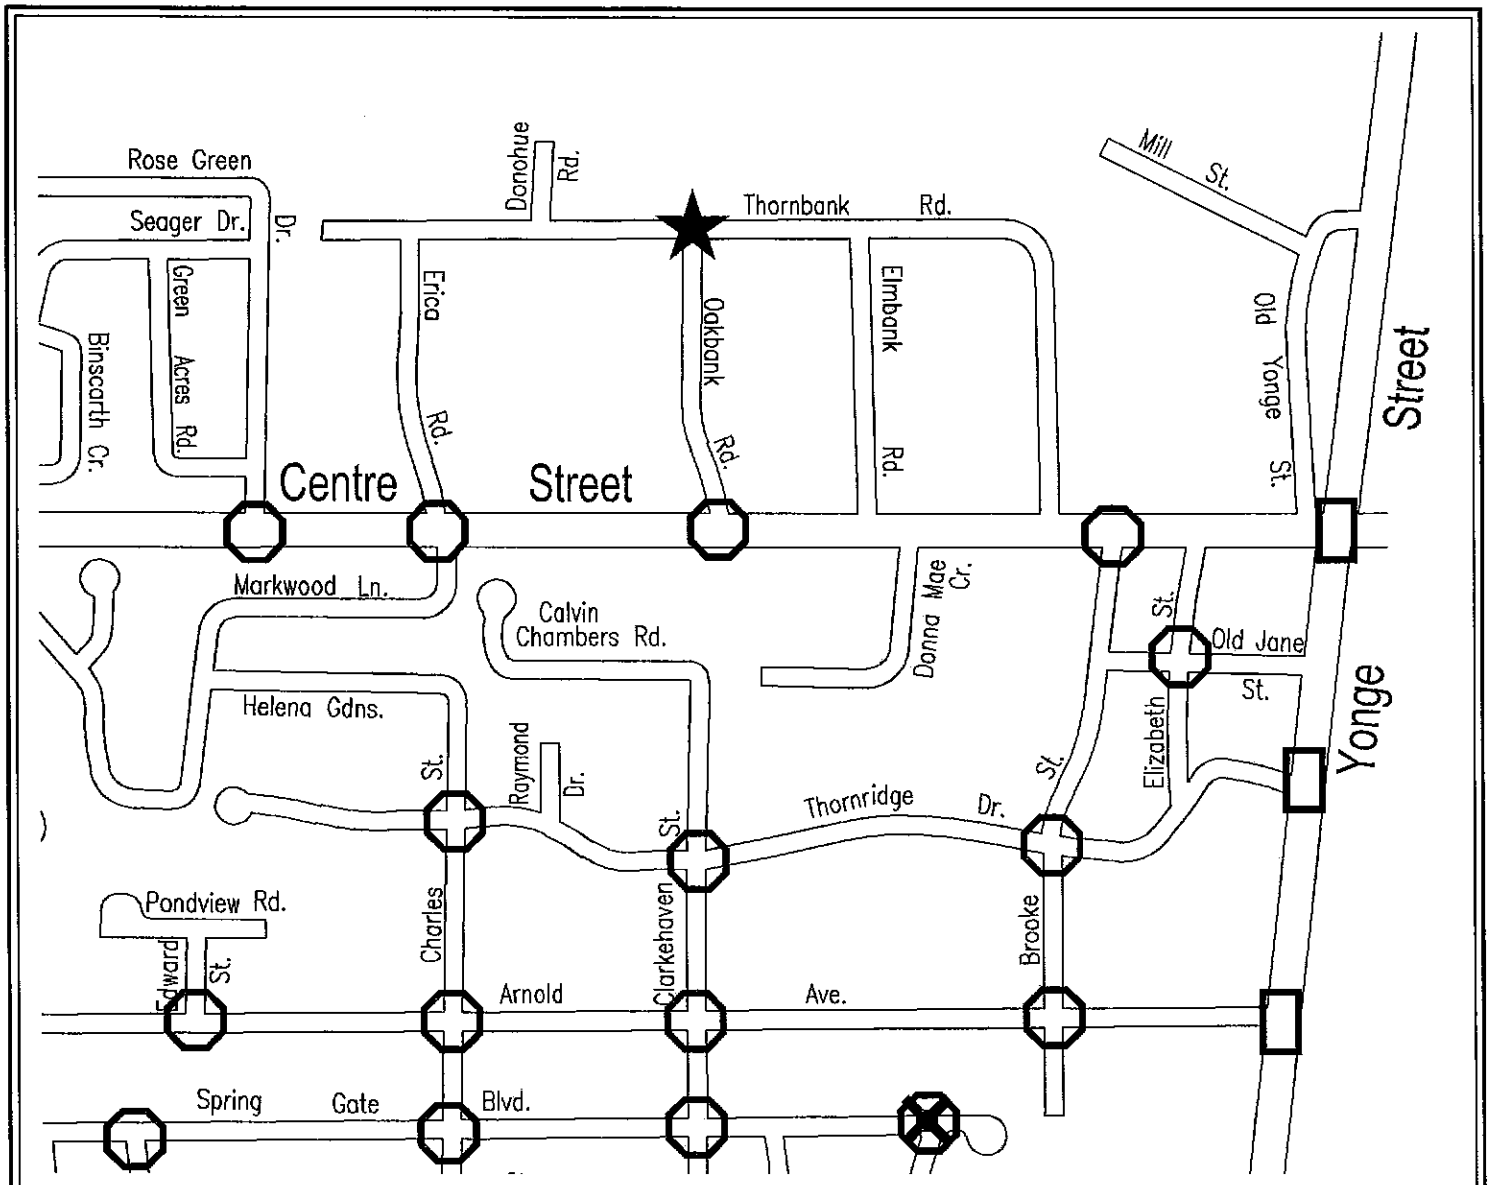 Rose Green
Dr.
Seager Dr.
Green Acres Rd.
Binscarth Cr.
Donohue
Rd.
Thornbank Rd.
Erica
Rd.
Oakbank
Rd.
Elmbank
Rd.
Mill St.
Old Yonge St.
Street
Yonge
Centre Street
Markwood Ln.
Calvin
Chambers Rd.
Donna Mae
Cr.
St.
Old Jane
St.
Elizabeth
Helena Gdns.
St.
Charles
Raymond
Dr.
St.
Clarkehaven
Thornridge Dr.
St.
Brooke
Pondview Rd.
Edward
St.
Arnold Ave.
Spring Gate Blvd.